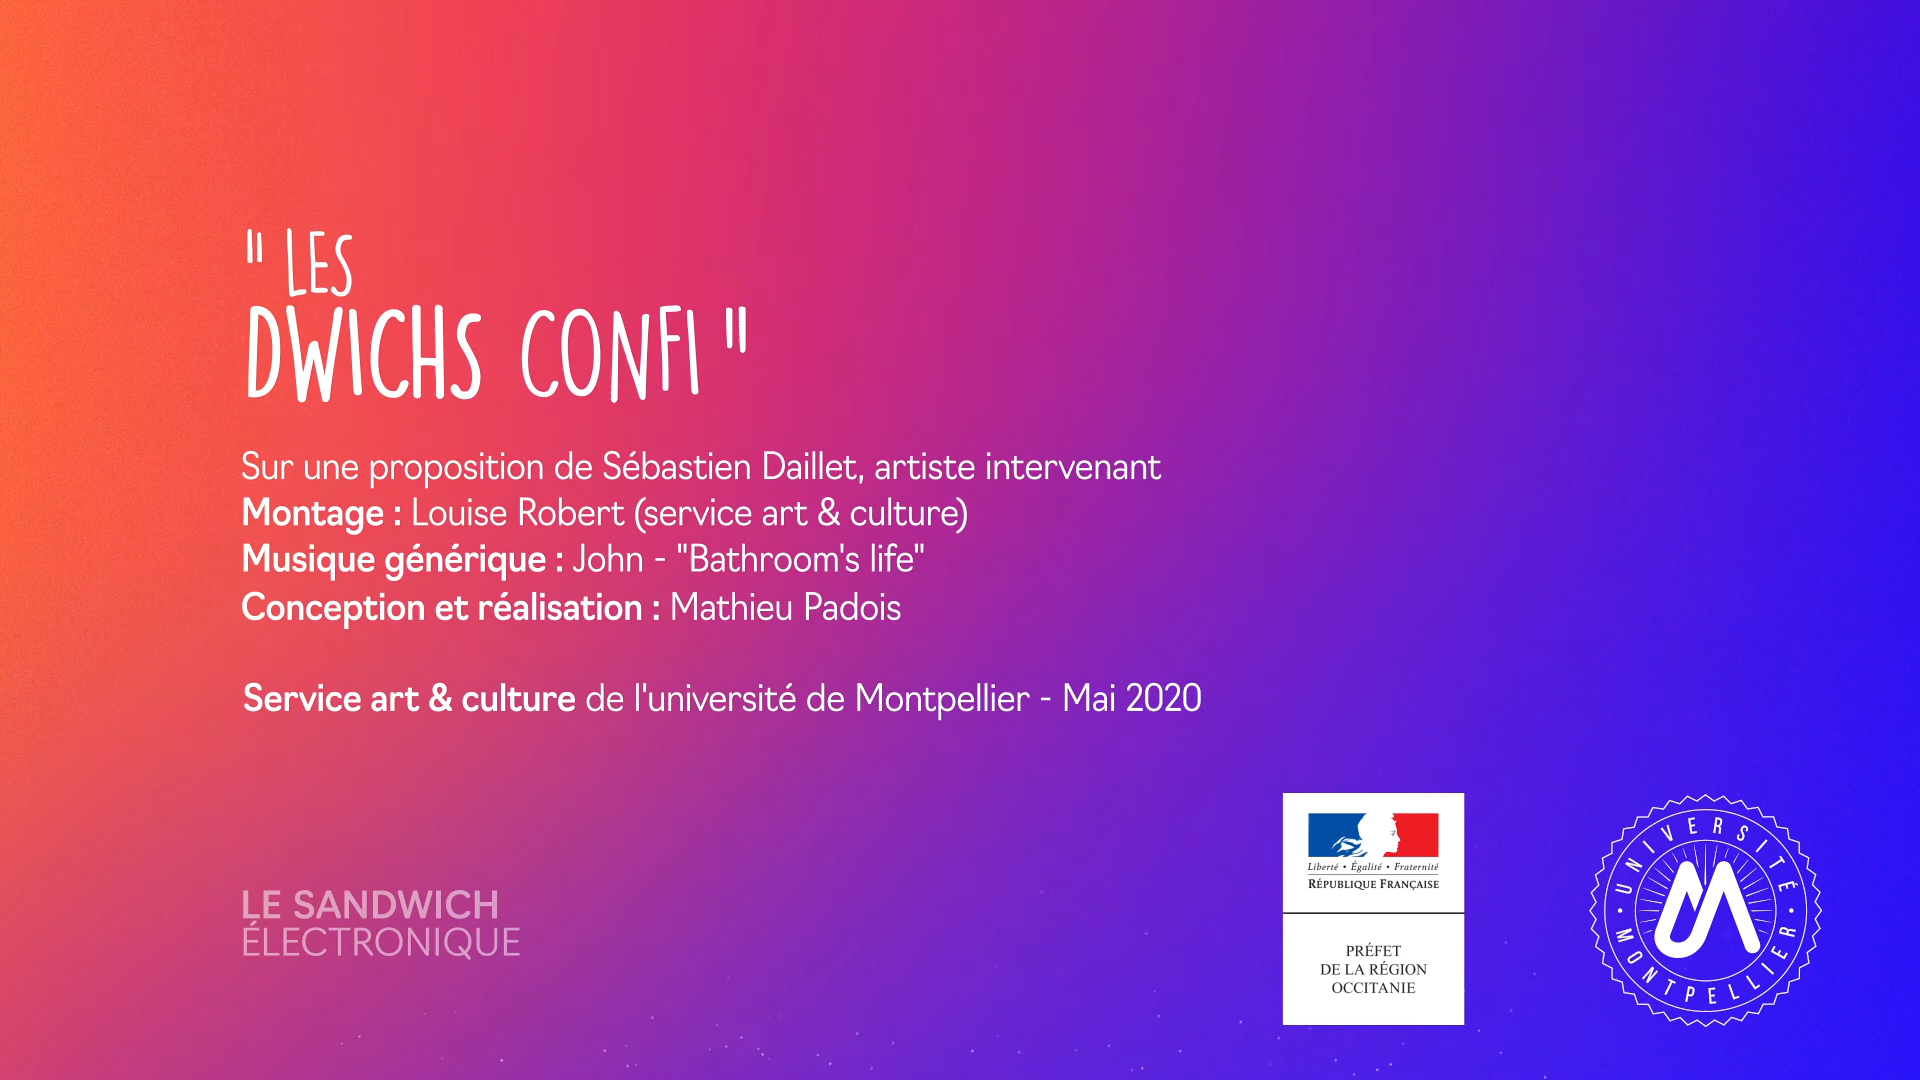 " LES
DWICHS CONFI "
Sur une proposition de Sébastien Daillet, artiste intervenant
Montage : Louise Robert (service art & culture)
Musique générique : John - "Bathroom's life"
Conception et réalisation : Mathieu Padois
Service art & culture de l'université de Montpellier - Mai 2020
LE SANDWICH
ÉLECTRONIQUE
Liberté • Égalité • Fraternité
RÉPUBLIQUE FRANÇAISE
PRÉFET
DE LA RÉGION
OCCITANIE
• UNIVERSITÉ •
MONTPELLIER